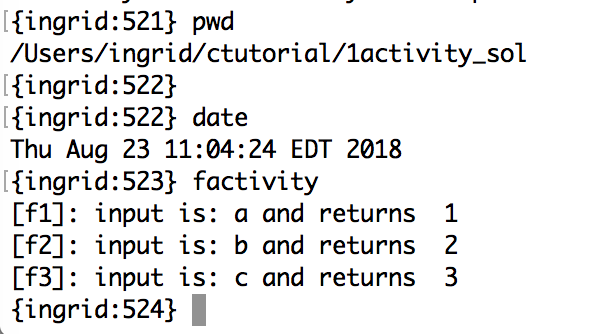 [{ingrid:521} pwd
/Users/ingrid/ctutorial/1activity_sol
[{ingrid:522}
[{ingrid:522} date
Thu Aug 23 11:04:24 EDT 2018
[{ingrid:523} factivity
[f1]: input is: a and returns  1
[f2]: input is: b and returns  2
[f3]: input is: c and returns  3
{ingrid:524}